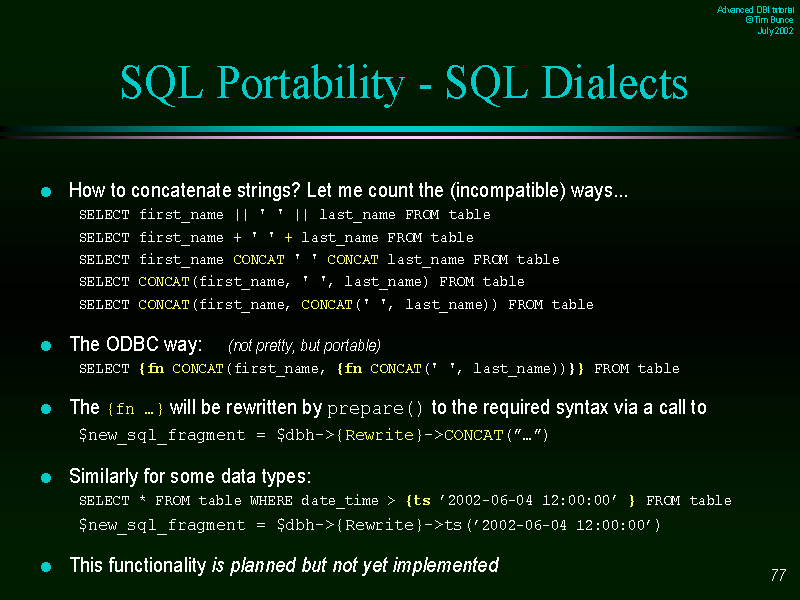 Advanced DBI tutorial
© Tim Bunce
July 2002
SQL Portability - SQL Dialects
How to concatenate strings? Let me count the (incompatible) ways...
SELECT first_name || ' ' || last_name FROM table
SELECT first_name + ' ' + last_name FROM table
SELECT first_name CONCAT ' ' CONCAT last_name FROM table
SELECT CONCAT(first_name, ' ', last_name) FROM table
SELECT CONCAT(first_name, CONCAT(' ', last_name)) FROM table
The ODBC way: (not pretty, but portable)
SELECT {fn CONCAT(first_name, {fn CONCAT(' ', last_name))}} FROM table
The {fn …} will be rewritten by prepare() to the required syntax via a call to
$new_sql_fragment = $dbh->{Rewrite}->CONCAT(”…”)
Similarly for some data types:
SELECT * FROM table WHERE date_time > {ts ’2002-06-04 12:00:00’ } FROM table
$new_sql_fragment = $dbh->{Rewrite}->ts(’2002-06-04 12:00:00’)
This functionality is planned but not yet implemented
77